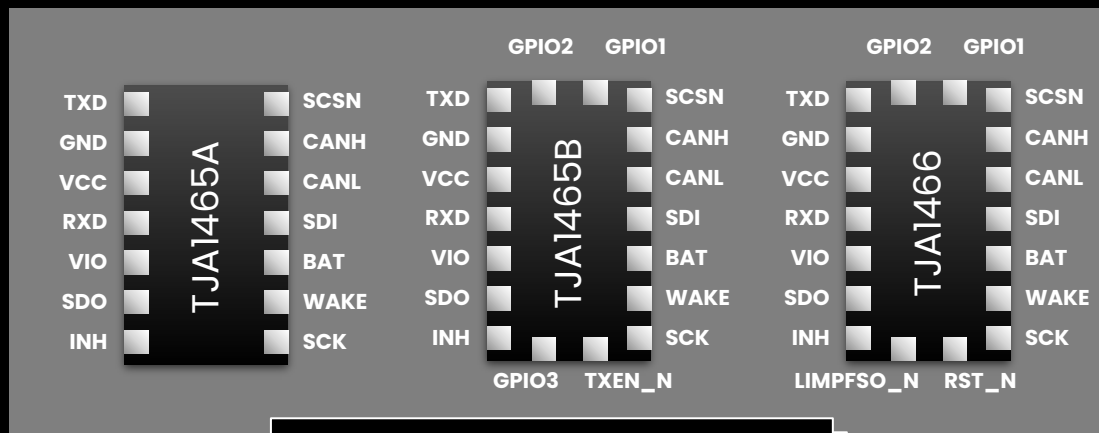 TXD
GND
VCC
RXD
VIO
SDO
INH
TJA1465A
SCSN
CANH
CANL
SDI
BAT
WAKE
SCK
GPIO2 GPIO1
TXD
GND
VCC
RXD
VIO
SDO
INH
TJA1465B
SCSN
CANH
CANL
SDI
BAT
WAKE
SCK
GPIO3 TXEN_N
GPIO2 GPIO1
TXD
GND
VCC
RXD
VIO
SDO
INH
TJA1466
SCSN
CANH
CANL
SDI
BAT
WAKE
SCK
LIMPFSO_N RST_N